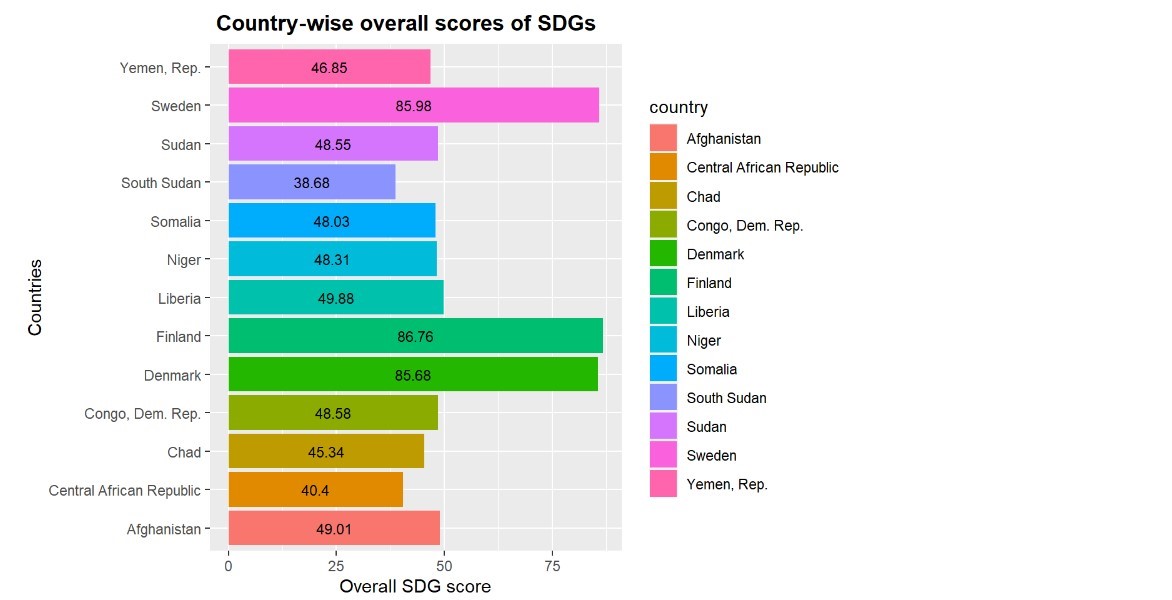 Country-wise overall scores of SDGs
Countries
Yemen, Rep. 46.85
Sweden 85.98
Sudan 48.55
South Sudan 38.68
Somalia 48.03
Niger 48.31
Liberia 49.88
Finland 86.76
Denmark 85.68
Congo, Dem. Rep. 48.58
Chad 45.34
Central African Republic 40.4
Afghanistan 49.01
0 25 50 75
Overall SDG score
country
Afghanistan
Central African Republic
Chad
Congo, Dem. Rep.
Denmark
Finland
Liberia
Niger
Somalia
South Sudan
Sudan
Sweden
Yemen, Rep.